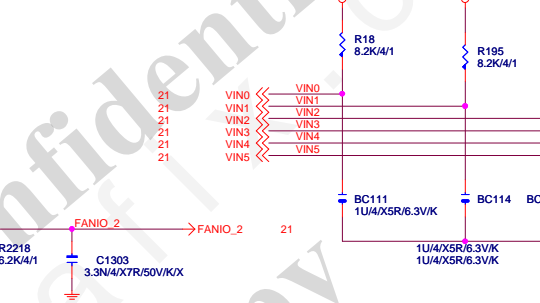 R18
8.2K/4/1
R195
8.2K/4/1
21 VIN0 VIN0
21 VIN1 VIN1
21 VIN2 VIN2
21 VIN3 VIN3
21 VIN4 VIN4
21 VIN5 VIN5
BC111
1U/4/X5R/6.3V/K
BC114
BC
FANIO_2
FANIO_2 21
R2218
6.2K/4/1
C1303
3.3N/4/X7R/50V/K/X
1U/4/X5R/6.3V/K
1U/4/X5R/6.3V/K
nfidentia